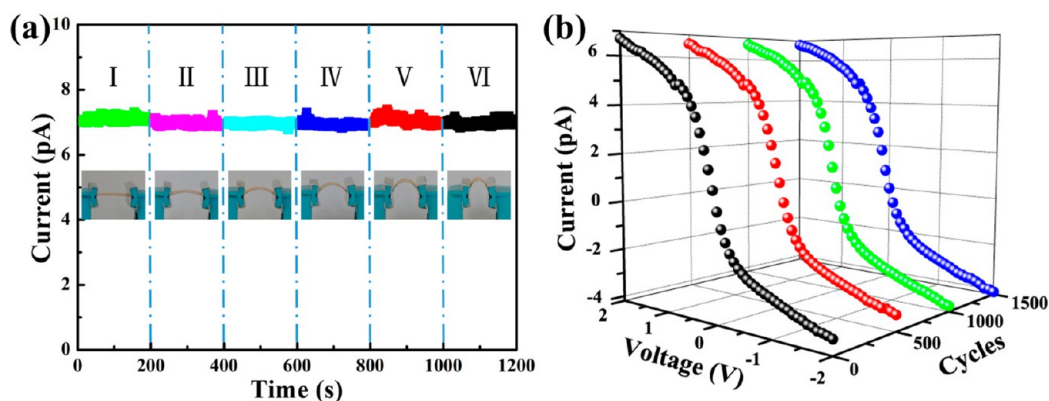 (a)
10
8
6
4
2
0
Current (pA)
Ⅰ Ⅱ Ⅲ Ⅳ Ⅴ Ⅵ
0 200 400 600 800 1000 1200
Time (s)
(b)
6
4
2
0
-2
-4
Current (pA)
2 1 0 -1 -2
Voltage (V)
0 500 1000 1500
Cycles